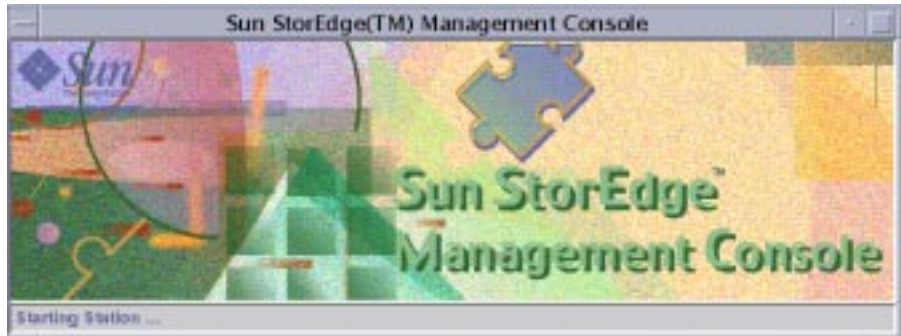 Sun StorEdge(TM) Management Console
Sun
Sun StorEdge™
Management Console
Starting Station ...